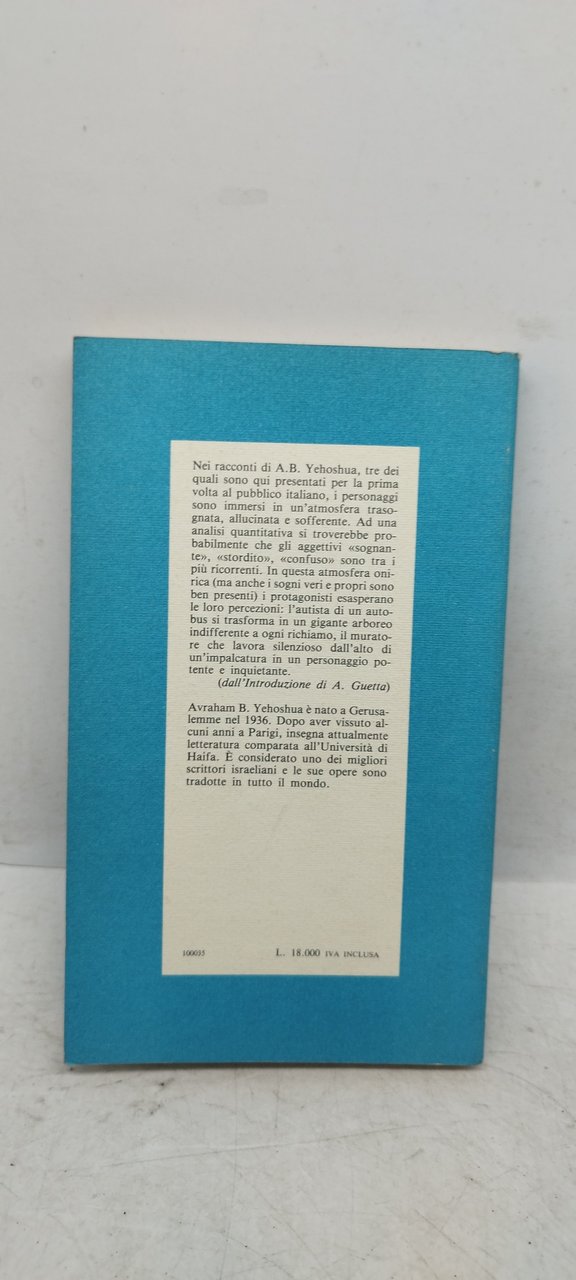 Nei racconti di A.B. Yehoshua, tre dei
quali sono qui presentati per la prima
volta al pubblico italiano, i personaggi
sono immersi in un'atmosfera traso-
gnata, allucinata e sofferente. Ad una
analisi quantitativa si troverebbe pro-
babilmente che gli aggettivi «sognan-
te», «stordito», «confuso» sono tra i
più ricorrenti. In questa atmosfera oni-
rica (ma anche i sogni veri e propri sono
ben presenti) i protagonisti esasperano
le loro percezioni: l'autista di un auto-
bus si trasforma in un gigante arboreo
indifferente a ogni richiamo, il murato-
re che lavora silenzioso dall'alto di
un'impalcatura in un personaggio po-
tente e inquietante.
(dall'Introduzione di A. Guetta)
Avraham B. Yehoshua è nato a Gerusa-
lemme nel 1936. Dopo aver vissuto al-
cuni anni a Parigi, insegna attualmente
letteratura comparata all'Università di
Haifa. È considerato uno dei migliori
scrittori israeliani e le sue opere sono
tradotte in tutto il mondo.
100035 L. 18.000 IVA INCLUSA